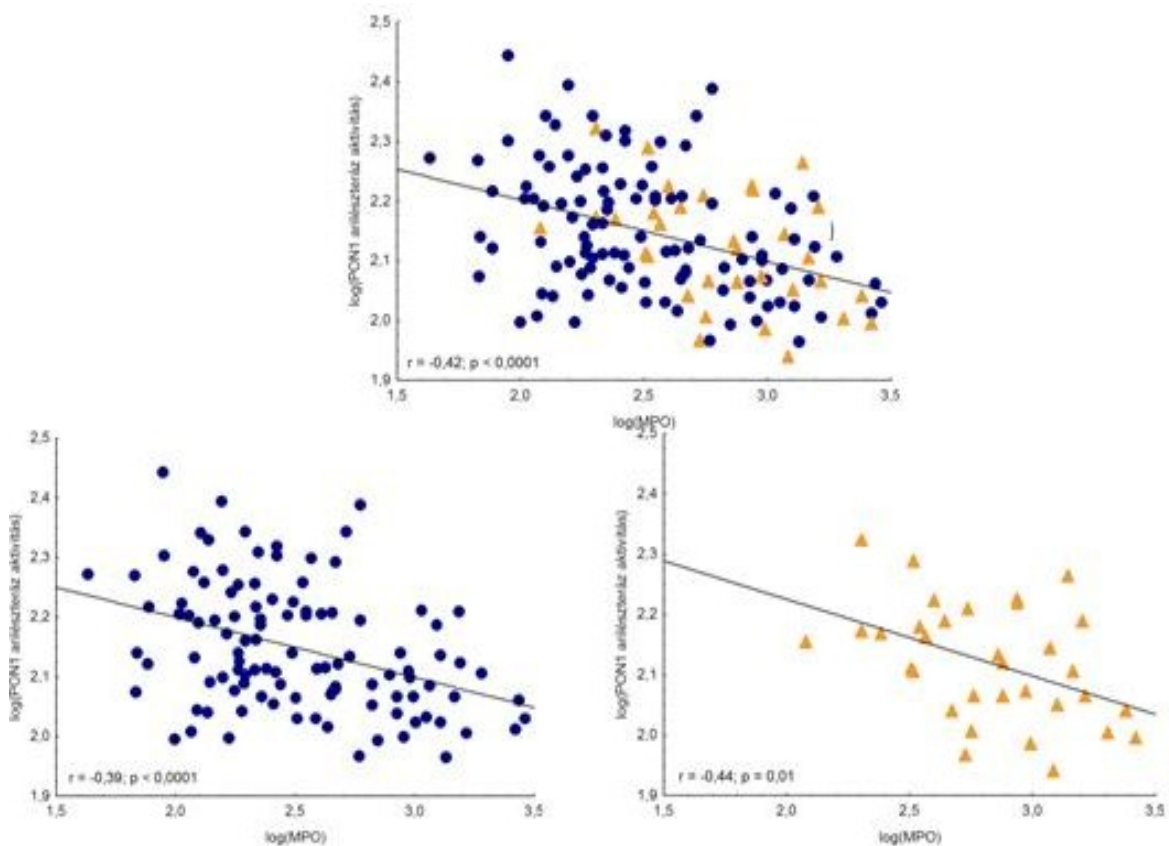 2,5
2,4
2,3
2,2
2,1
2,0
1,9
log(PON1 arilészteráz aktivitás)
r = -0,42; p < 0,0001
1,5 2,0 2,5 3,0 3,5
log(MPO)
2,5
2,4
2,3
2,2
2,1
2,0
1,9
log(PON1 arilészteráz aktivitás)
r = -0,39; p < 0,0001
1,5 2,0 2,5 3,0 3,5
log(MPO)
2,5
2,4
2,3
2,2
2,1
2,0
1,9
log(PON1 arilészteráz aktivitás)
r = -0,44; p = 0,01
1,5 2,0 2,5 3,0 3,5
log(MPO)